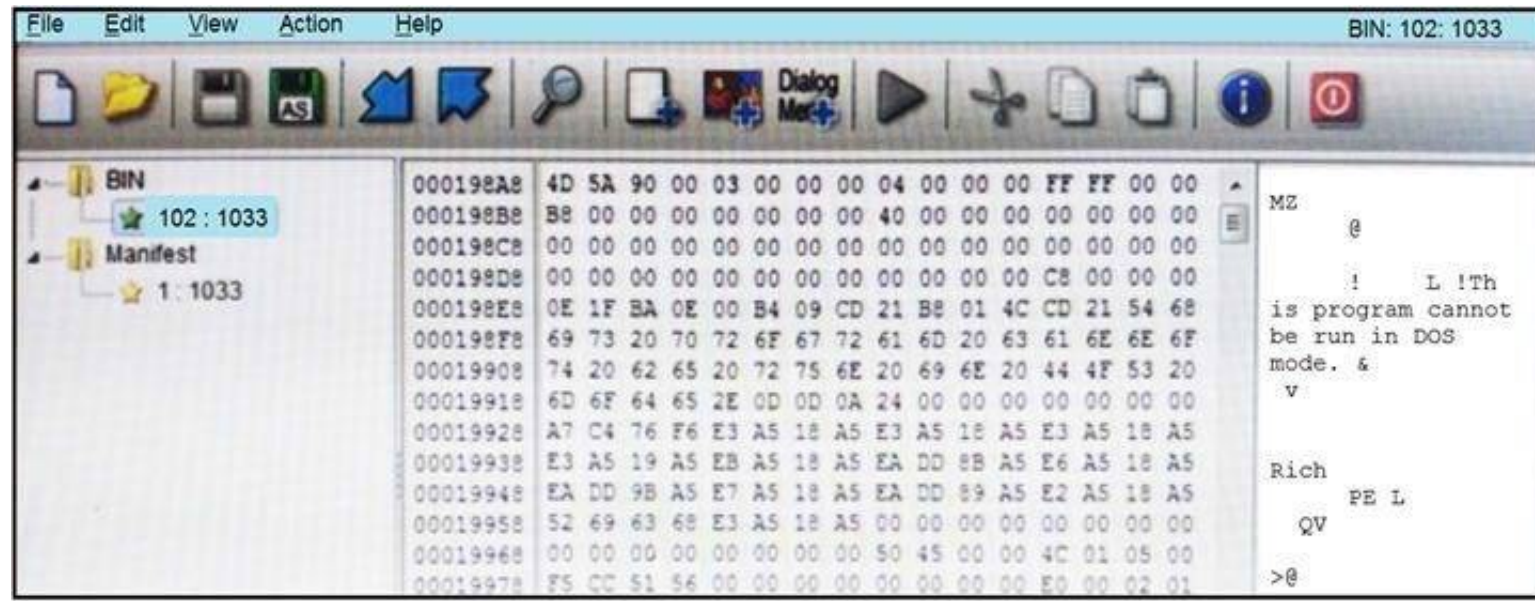 File Edit View Action Help BIN: 102: 1033
AS Dialog
BIN
102 : 1033
Manifest
1 : 1033
000198A8 4D 5A 90 00 03 00 00 00 04 00 00 00 FF FF 00 00
000198B8 B8 00 00 00 00 00 00 00 40 00 00 00 00 00 00 00
000198C8 00 00 00 00 00 00 00 00 00 00 00 00 00 00 00 00
000198D8 00 00 00 00 00 00 00 00 00 00 00 00 C8 00 00 00
000198E8 0E 1F BA 0E 00 B4 09 CD 21 B8 01 4C CD 21 54 68
000198F8 69 73 20 70 72 6F 67 72 61 6D 20 63 61 6E 6E 6F
00019908 74 20 62 65 20 72 75 6E 20 69 6E 20 44 4F 53 20
00019918 6D 6F 64 65 2E 0D 0D 0A 24 00 00 00 00 00 00 00
00019928 A7 C4 76 F6 E3 A5 18 A5 E3 A5 18 A5 E3 A5 18 A5
00019938 E3 A5 19 A5 EB A5 18 A5 EA DD 8B A5 E6 A5 18 A5
00019948 EA DD 9B A5 E7 A5 18 A5 EA DD 89 A5 E2 A5 18 A5
00019958 52 69 63 68 E3 A5 18 A5 00 00 00 00 00 00 00 00
00019968 00 00 00 00 00 00 00 00 50 45 00 00 4C 01 05 00
00019978 F5 CC 51 56 00 00 00 00 00 00 00 00 E0 00 02 01
MZ
@
! L !Th
is program cannot
be run in DOS
mode. &
v
Rich
PE L
QV
>@